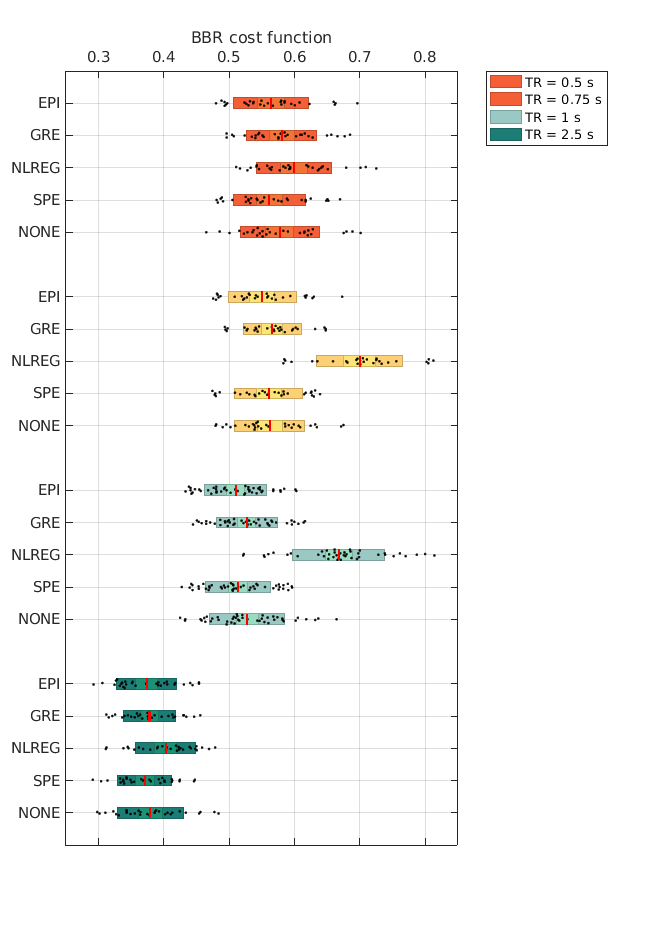 BBR cost function
0.3 0.4 0.5 0.6 0.7 0.8
TR = 0.5 s
TR = 0.75 s
TR = 1 s
TR = 2.5 s
EPI
GRE
NLREG
SPE
NONE
EPI
GRE
NLREG
SPE
NONE
EPI
GRE
NLREG
SPE
NONE
EPI
GRE
NLREG
SPE
NONE